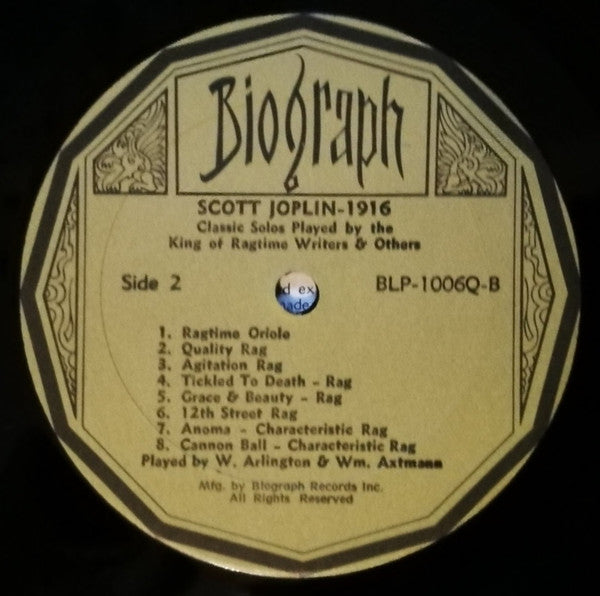 Biograph
SCOTT JOPLIN-1916
Classic Solos Played by the
King of Ragtime Writers & Others
Side 2
BLP-1006Q-B
d ex
ade
1. Ragtime Oriole
2. Quality Rag
3. Agitation Rag
4. Tickled To Death - Rag
5. Grace & Beauty - Rag
6. 12th Street Rag
7. Anoma - Characteristic Rag
8. Cannon Ball - Characteristic Rag
Played by W. Arlington & Wm. Axtmann
Mfg. by Biograph Records Inc.
All Rights Reserved